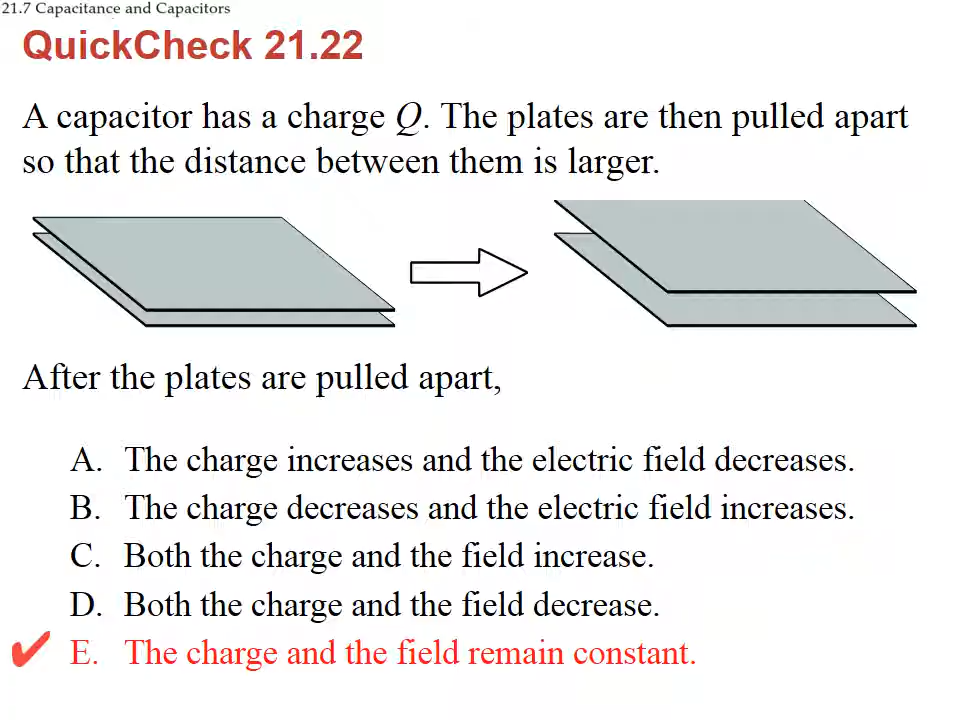 21.7 Capacitance and Capacitors
QuickCheck 21.22
A capacitor has a charge Q. The plates are then pulled apart
so that the distance between them is larger.
After the plates are pulled apart,
A. The charge increases and the electric field decreases.
B. The charge decreases and the electric field increases.
C. Both the charge and the field increase.
D. Both the charge and the field decrease.
E. The charge and the field remain constant.